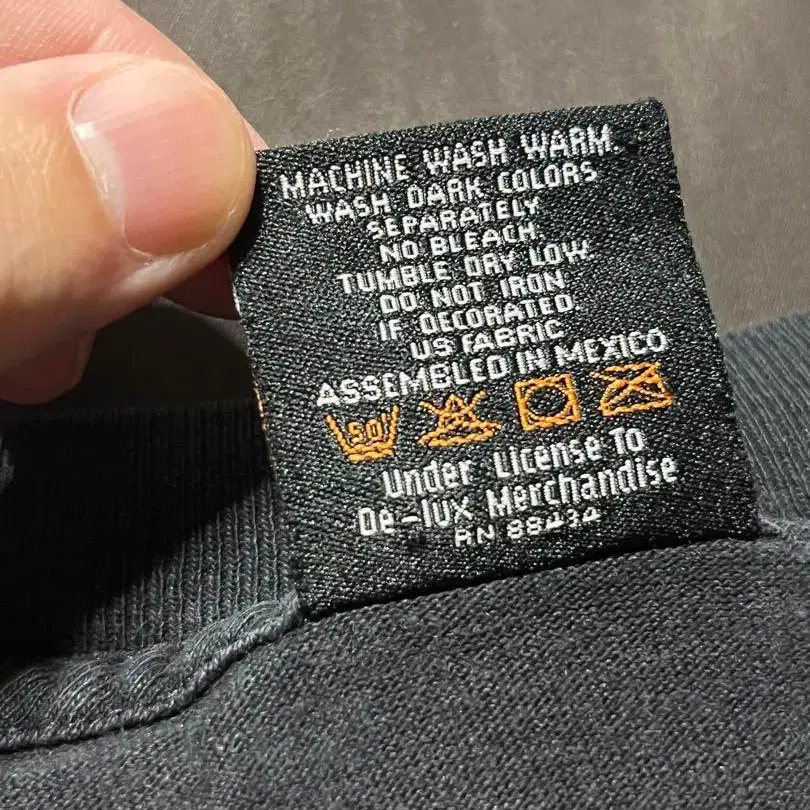 MACHINE WASH WARM.
WASH DARK COLORS
SEPARATELY
NO BLEACH
TUMBLE DRY LOW
DO NOT IRON
IF DECORATED
US FABRIC
ASSEMBLED IN MEXICO
50
Under License To
De-lux Merchandise
RN 88434